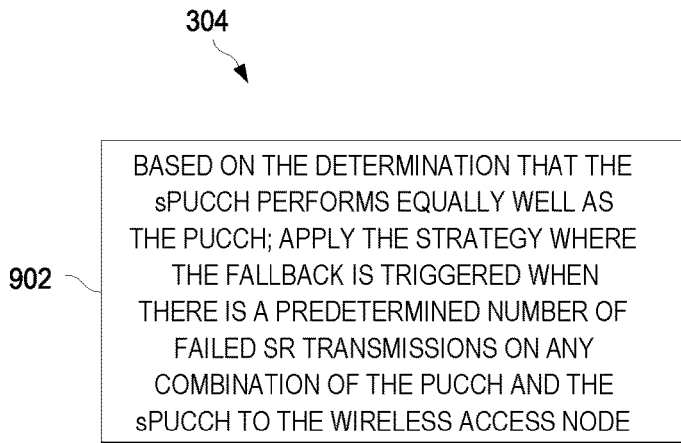 304
902
BASED ON THE DETERMINATION THAT THE
sPUCCH PERFORMS EQUALLY WELL AS
THE PUCCH; APPLY THE STRATEGY WHERE
THE FALLBACK IS TRIGGERED WHEN
THERE IS A PREDETERMINED NUMBER OF
FAILED SR TRANSMISSIONS ON ANY
COMBINATION OF THE PUCCH AND THE
sPUCCH TO THE WIRELESS ACCESS NODE